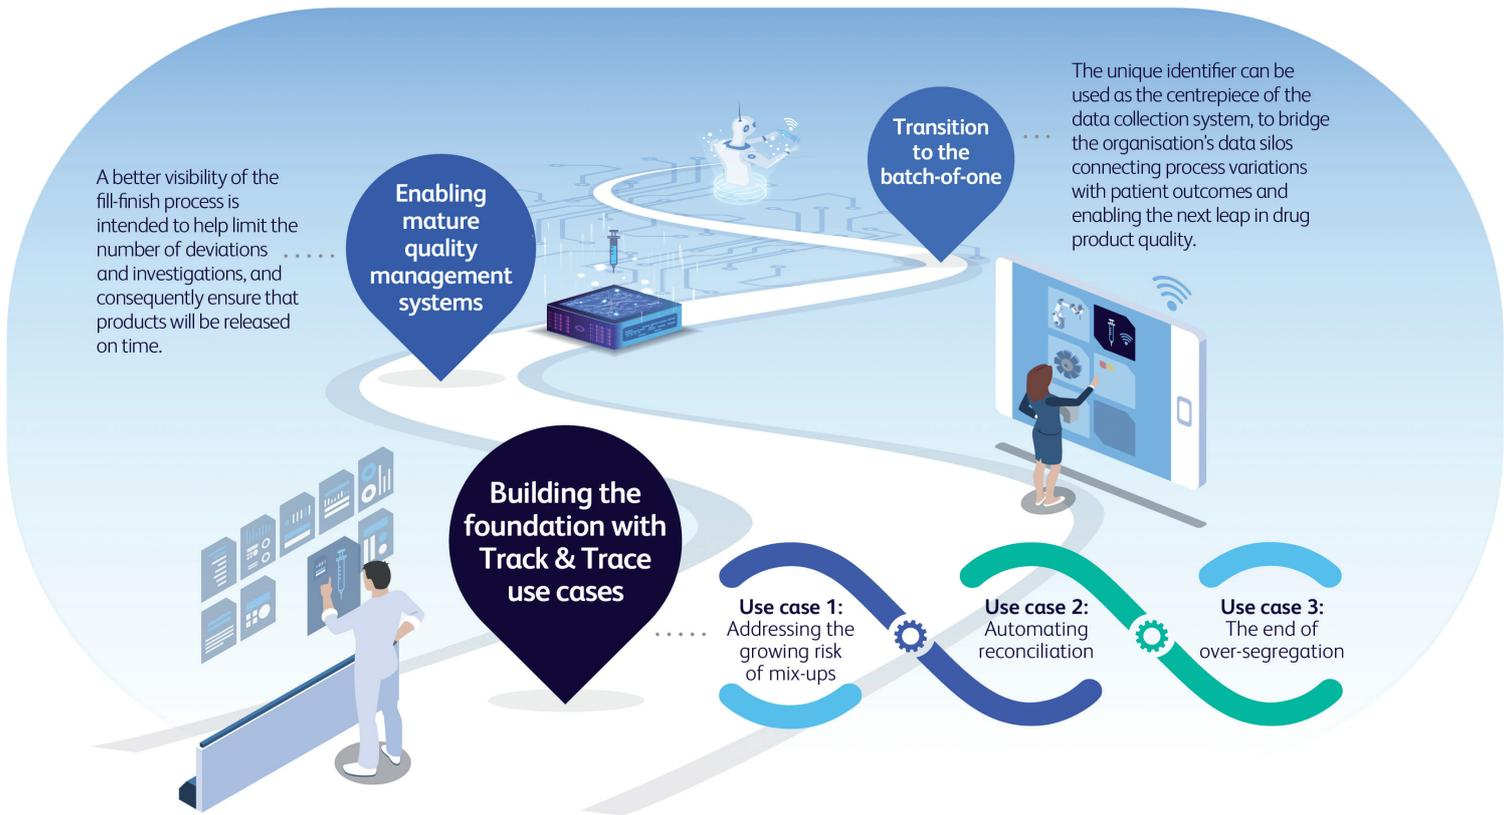 A better visibility of the
fill-finish process is
intended to help limit the
number of deviations
and investigations, and
consequently ensure that
products will be released
on time.
Enabling
mature
quality
management
systems
Transition
to the
batch-of-one
The unique identifier can be
used as the centrepiece of the
data collection system, to bridge
the organisation's data silos
connecting process variations
with patient outcomes and
enabling the next leap in drug
product quality.
Building the
foundation with
Track & Trace
use cases
Use case 1:
Addressing the
growing risk
of mix-ups
Use case 2:
Automating
reconciliation
Use case 3:
The end of
over-segregation